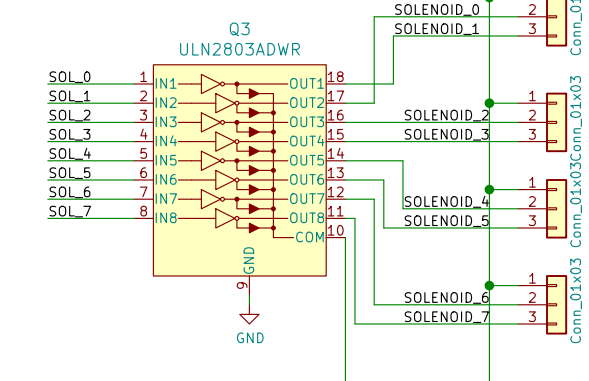 SOLENOID_0 2
SOLENOID_1 3
Conn_01
Q3
ULN2803ADWR
SOL_0 1 IN1 OUT1 18
SOL_1 2 IN2 OUT2 17
SOL_2 3 IN3 OUT3 16 SOLENOID_2
SOL_3 4 IN4 OUT4 15 SOLENOID_3
SOL_4 5 IN5 OUT5 14
SOL_5 6 IN6 OUT6 13
SOL_6 7 IN7 OUT7 12
SOL_7 8 IN8 OUT8 11
COM 10
GND
9
GND
1
2
3
Conn_01x03
1
SOLENOID_4 2
SOLENOID_5 3
Conn_01x03
1
SOLENOID_6 2
SOLENOID_7 3
Conn_01x03